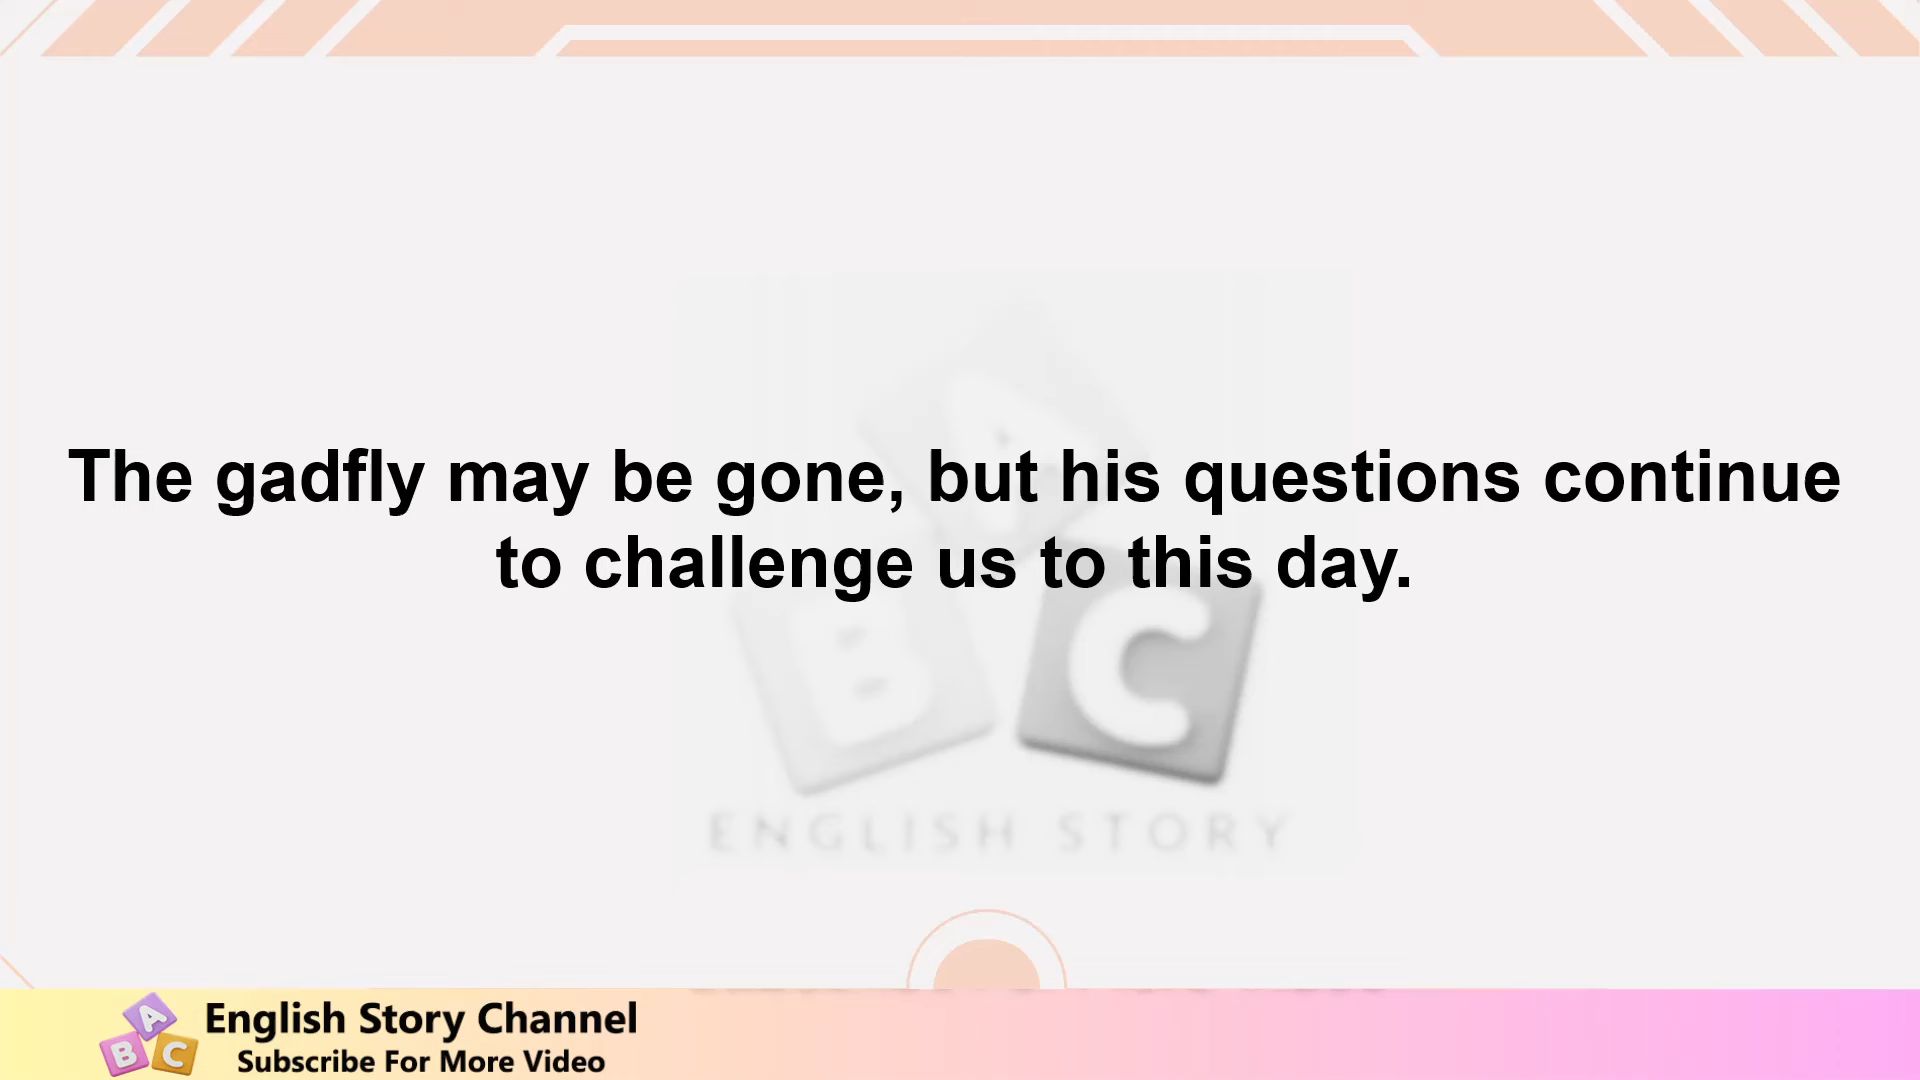 The gadfly may be gone, but his questions continue
to challenge us to this day.
A
B
C
ENGLISH STORY
A
B
C
English Story Channel
Subscribe For More Video